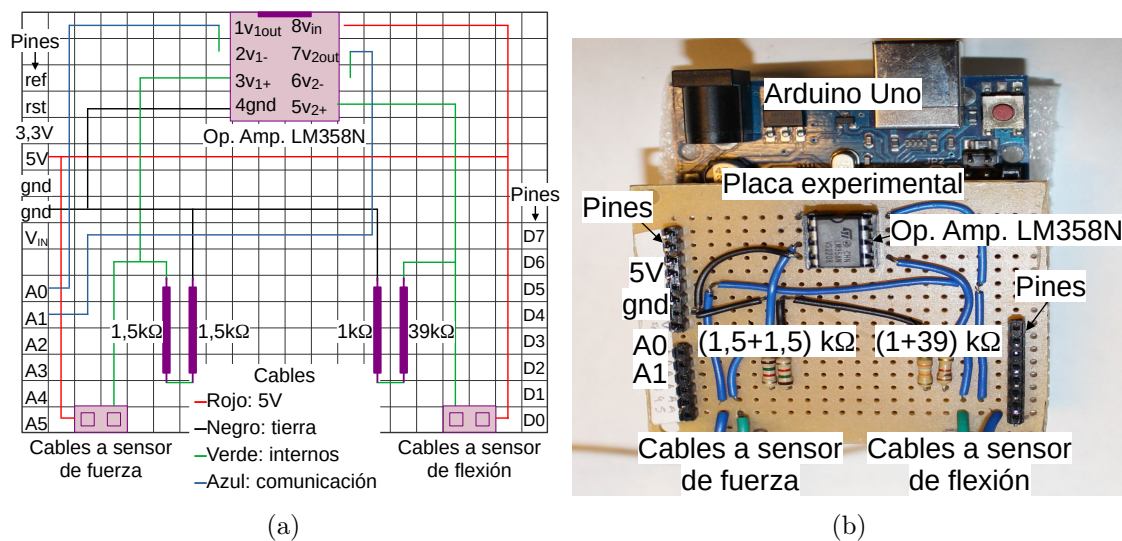 1v1out 8vin
2v1- 7v2out
3v1+ 6v2-
4gnd 5v2+
Op. Amp. LM358N
Pines
ref
rst
3,3V
5V
gnd
gnd
VIN
A0
A1
A2
A3
A4
A5
Pines
D7
D6
D5
D4
D3
D2
D1
D0
1,5kΩ
1,5kΩ
1kΩ
39kΩ
Cables
Rojo: 5V
Negro: tierra
Verde: internos
Azul: comunicación
Cables a sensor
de fuerza
Cables a sensor
de flexión
(a)
Arduino Uno
Placa experimental
Pines
Op. Amp. LM358N
5V
gnd
Pines
A0
A1
(1,5+1,5) kΩ
(1+39) kΩ
Cables a sensor
de fuerza
Cables a sensor
de flexión
(b)